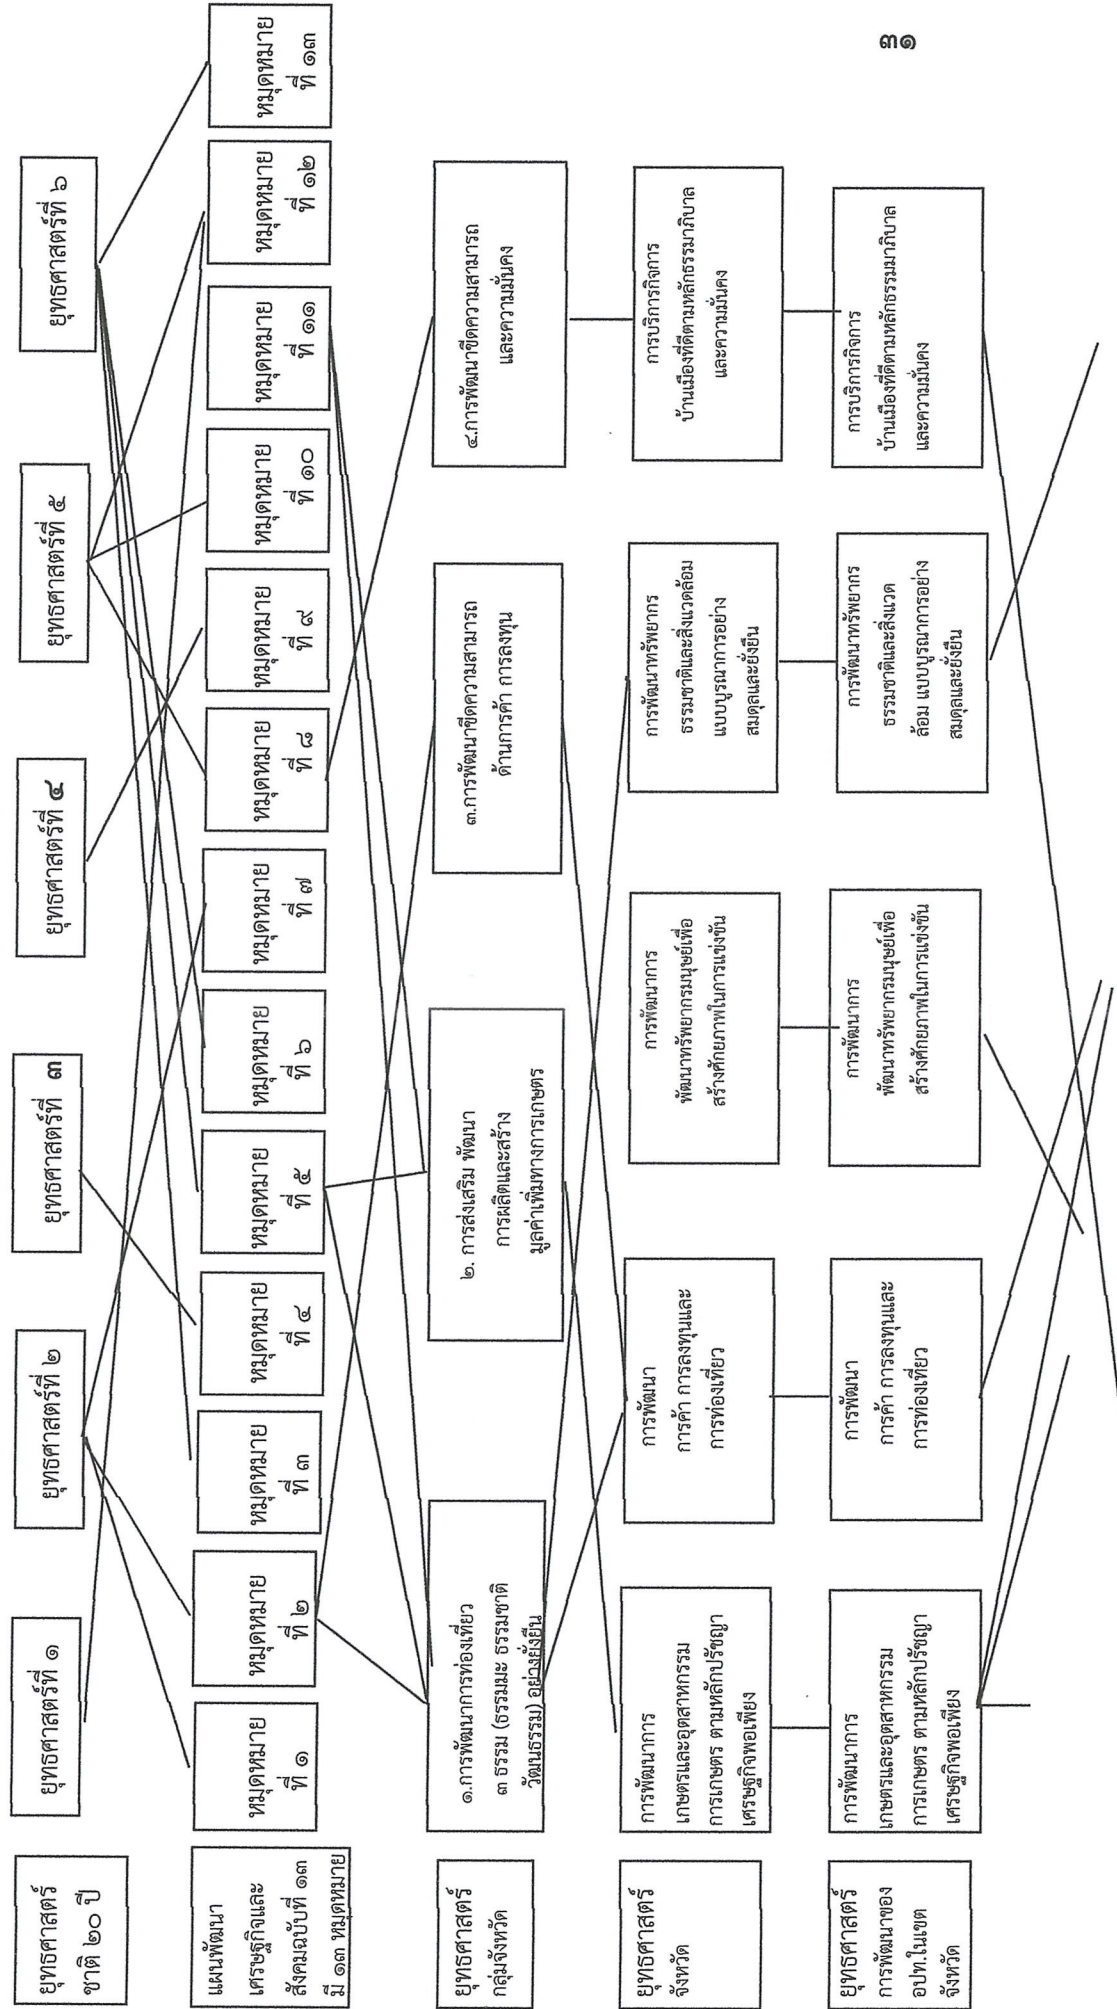 ๓๑
ยุทธศาสตร์
ชาติ ๒๐ ปี
ยุทธศาสตร์ที่ ๑
ยุทธศาสตร์ที่ ๒
ยุทธศาสตร์ที่ ๓
ยุทธศาสตร์ที่ ๔
ยุทธศาสตร์ที่ ๕
ยุทธศาสตร์ที่ ๖
แผนพัฒนา
เศรษฐกิจและ
สังคมฉบับที่ ๑๓
มี ๑๓ หมุดหมาย
หมุดหมาย
ที่ ๑
หมุดหมาย
ที่ ๒
หมุดหมาย
ที่ ๓
หมุดหมาย
ที่ ๔
หมุดหมาย
ที่ ๕
หมุดหมาย
ที่ ๖
หมุดหมาย
ที่ ๗
หมุดหมาย
ที่ ๘
หมุดหมาย
ที่ ๙
หมุดหมาย
ที่ ๑๐
หมุดหมาย
ที่ ๑๑
หมุดหมาย
ที่ ๑๒
หมุดหมาย
ที่ ๑๓
ยุทธศาสตร์
กลุ่มจังหวัด
๑.การพัฒนาการท่องเที่ยว
๓ ธรรม (ธรรมมะ ธรรมชาติ
วัฒนธรรม) อย่างยั่งยืน
๒. การส่งเสริม พัฒนา
การผลิตและสร้าง
มูลค่าเพิ่มทางการเกษตร
๓.การพัฒนาขีดความสามารถ
ด้านการค้า การลงทุน
๔.การพัฒนาขีดความสามารถ
และความมั่นคง
ยุทธศาสตร์
จังหวัด
การพัฒนาการ
เกษตรและอุตสาหกรรม
การเกษตร ตามหลักปรัชญา
เศรษฐกิจพอเพียง
การพัฒนา
การค้า การลงทุนและ
การท่องเที่ยว
การพัฒนาการ
พัฒนาทรัพยากรมนุษย์เพื่อ
สร้างศักยภาพในการแข่งขัน
การพัฒนาทรัพยากร
ธรรมชาติและสิ่งแวดล้อม
แบบบูรณาการอย่าง
สมดุลและยั่งยืน
การบริการกิจการ
บ้านเมืองที่ดีตามหลักธรรมาภิบาล
และความมั่นคง
ยุทธศาสตร์
การพัฒนาของ
อปท.ในเขต
จังหวัด
การพัฒนาการ
เกษตรและอุตสาหกรรม
การเกษตร ตามหลักปรัชญา
เศรษฐกิจพอเพียง
การพัฒนา
การค้า การลงทุนและ
การท่องเที่ยว
การพัฒนาการ
พัฒนาทรัพยากรมนุษย์เพื่อ
สร้างศักยภาพในการแข่งขัน
การพัฒนาทรัพยากร
ธรรมชาติและสิ่งแวด
ล้อม แบบบูรณาการอย่าง
สมดุลและยั่งยืน
การบริการกิจการ
บ้านเมืองที่ดีตามหลักธรรมมาภิบาล
และความมั่นคง